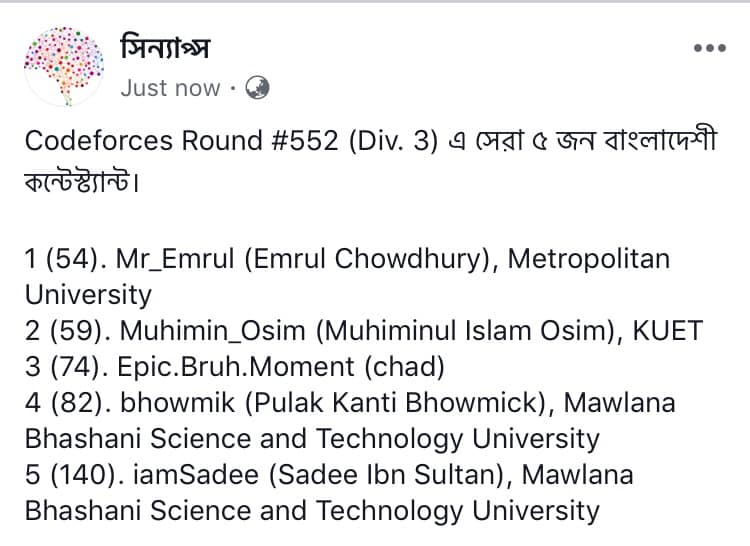 সিন্যাপ্স
Just now ·
Codeforces Round #552 (Div. 3) এ সেরা ৫ জন বাংলাদেশী
কন্টেস্ট্যান্ট।
1 (54). Mr_Emrul (Emrul Chowdhury), Metropolitan
University
2 (59). Muhimin_Osim (Muhiminul Islam Osim), KUET
3 (74). Epic.Bruh.Moment (chad)
4 (82). bhowmik (Pulak Kanti Bhowmick), Mawlana
Bhashani Science and Technology University
5 (140). iamSadee (Sadee Ibn Sultan), Mawlana
Bhashani Science and Technology University